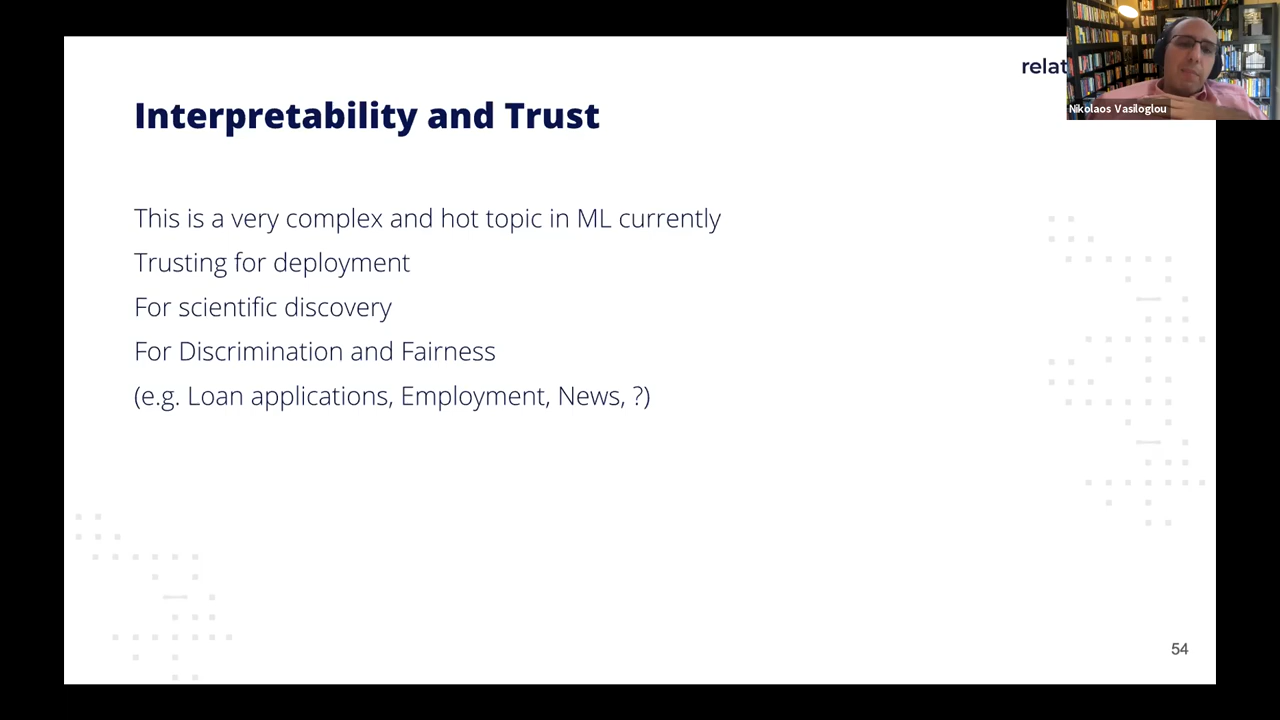 relat
Nikolaos Vasiloglou
Interpretability and Trust
This is a very complex and hot topic in ML currently
Trusting for deployment
For scientific discovery
For Discrimination and Fairness
(e.g. Loan applications, Employment, News, ?)
54